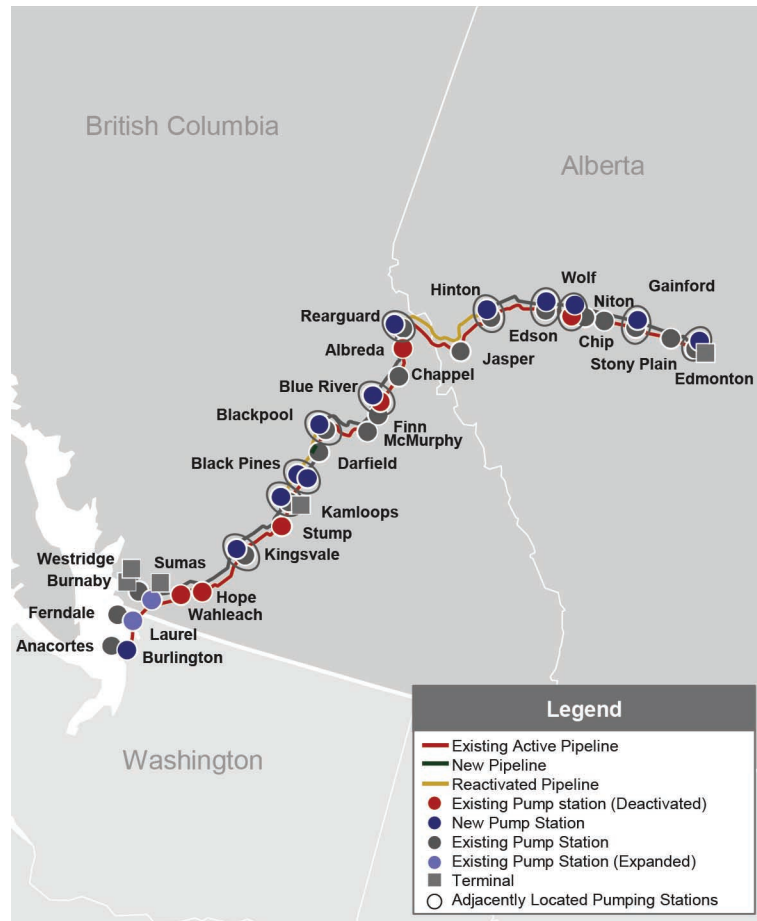 British Columbia
Alberta
Wolf
Gainford
Hinton
Niton
Rearguard
Edson
Chip
Albreda
Jasper
Stony Plain
Chappel
Edmonton
Blue River
Blackpool
Finn
McMurphy
Black Pines
Darfield
Kamloops
Stump
Westridge
Sumas
Kingsvale
Burnaby
Hope
Wahleach
Ferndale
Laurel
Anacortes
Burlington
Washington
Legend
Existing Active Pipeline
New Pipeline
Reactivated Pipeline
Existing Pump station (Deactivated)
New Pump Station
Existing Pump Station
Existing Pump Station (Expanded)
Terminal
Adjacently Located Pumping Stations